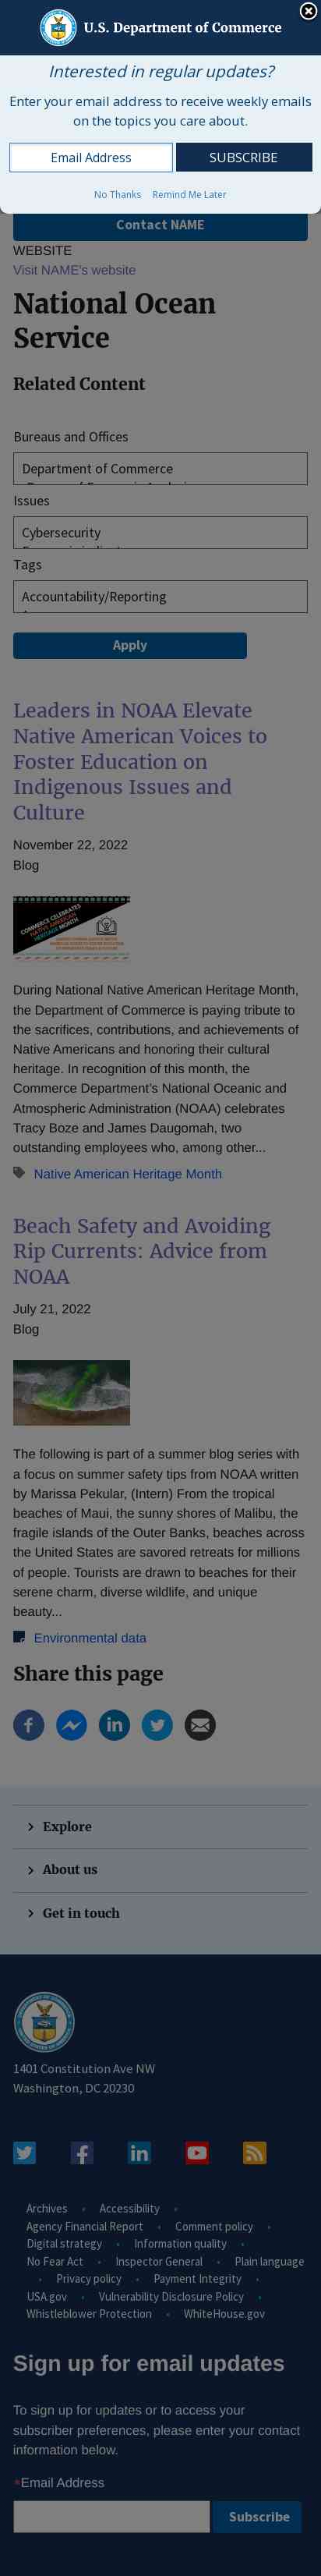 U.S. Department of Commerce
Interested in regular updates?
Enter your email address to receive weekly emails
on the topics you care about.
Email Address
SUBSCRIBE
No Thanks
Remind Me Later
Contact NAME
WEBSITE
Visit NAME's website
National Ocean
Service
Related Content
Bureaus and Offices
Department of Commerce
Issues
Cybersecurity
Tags
Accountability/Reporting
Apply
Leaders in NOAA Elevate
Native American Voices to
Foster Education on
Indigenous Issues and
Culture
November 22, 2022
Blog
COMMERCE CELEBRATES
NATIVE AMERICAN
HERITAGE MONTH
During National Native American Heritage Month,
the Department of Commerce is paying tribute to
the sacrifices, contributions, and achievements of
Native Americans and honoring their cultural
heritage. In recognition of this month, the
Commerce Department's National Oceanic and
Atmospheric Administration (NOAA) celebrates
Tracy Boze and James Daugomah, two
outstanding employees who, among other...
Native American Heritage Month
Beach Safety and Avoiding
Rip Currents: Advice from
NOAA
July 21, 2022
Blog
The following is part of a summer blog series with
a focus on summer safety tips from NOAA written
by Marissa Pekular, (Intern) From the tropical
beaches of Maui, the sunny shores of Malibu, the
fragile islands of the Outer Banks, beaches across
the United States are savored retreats for millions
of people. Tourists are drawn to beaches for their
serene charm, diverse wildlife, and unique
beauty...
Environmental data
Share this page
Explore
About us
Get in touch
1401 Constitution Ave NW
Washington, DC 20230
Archives • Accessibility •
Agency Financial Report • Comment policy •
Digital strategy • Information quality •
No Fear Act • Inspector General • Plain language
• Privacy policy • Payment Integrity •
USA.gov • Vulnerability Disclosure Policy •
Whistleblower Protection • WhiteHouse.gov
Sign up for email updates
To sign up for updates or to access your
subscriber preferences, please enter your contact
information below.
*Email Address
Subscribe